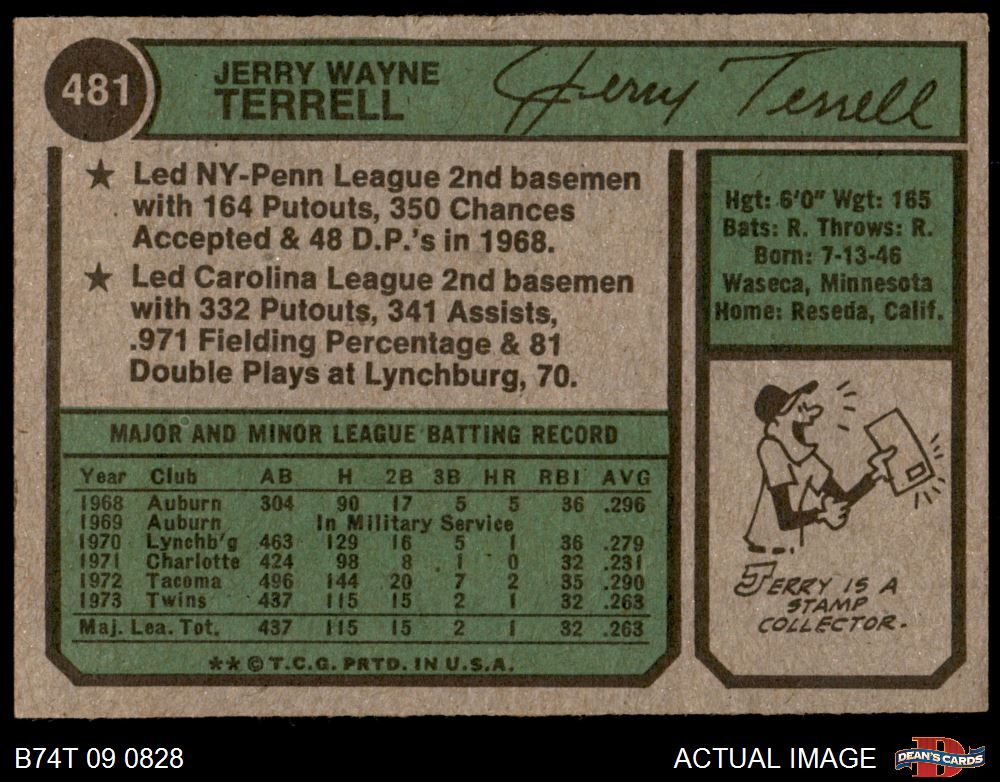 481
JERRY WAYNE
TERRELL
Jerry Terrell
★ Led NY-Penn League 2nd basemen
with 164 Putouts, 350 Chances
Accepted & 48 D.P.'s in 1968.
★ Led Carolina League 2nd basemen
with 332 Putouts, 341 Assists,
.971 Fielding Percentage & 81
Double Plays at Lynchburg, 70.
MAJOR AND MINOR LEAGUE BATTING RECORD
Year Club AB H 2B 3B HR RBI AVG
1968 Auburn 304 90 17 5 5 36 .296
1969 Auburn In Military Service
1970 Lynchb'g 463 129 16 5 1 36 .279
1971 Charlotte 424 98 8 1 0 32 .231
1972 Tacoma 496 144 20 7 2 35 .290
1973 Twins 437 115 15 2 1 32 .263
Maj. Lea. Tot. 437 115 15 2 1 32 .263
** © T.C.G. PRTD. IN U.S.A.
Hgt: 6'0" Wgt: 165
Bats: R. Throws: R.
Born: 7-13-46
Waseca, Minnesota
Home: Reseda, Calif.
JERRY IS A
STAMP
COLLECTOR.
B74T 09 0828
ACTUAL IMAGE
DEAN'S CARDS